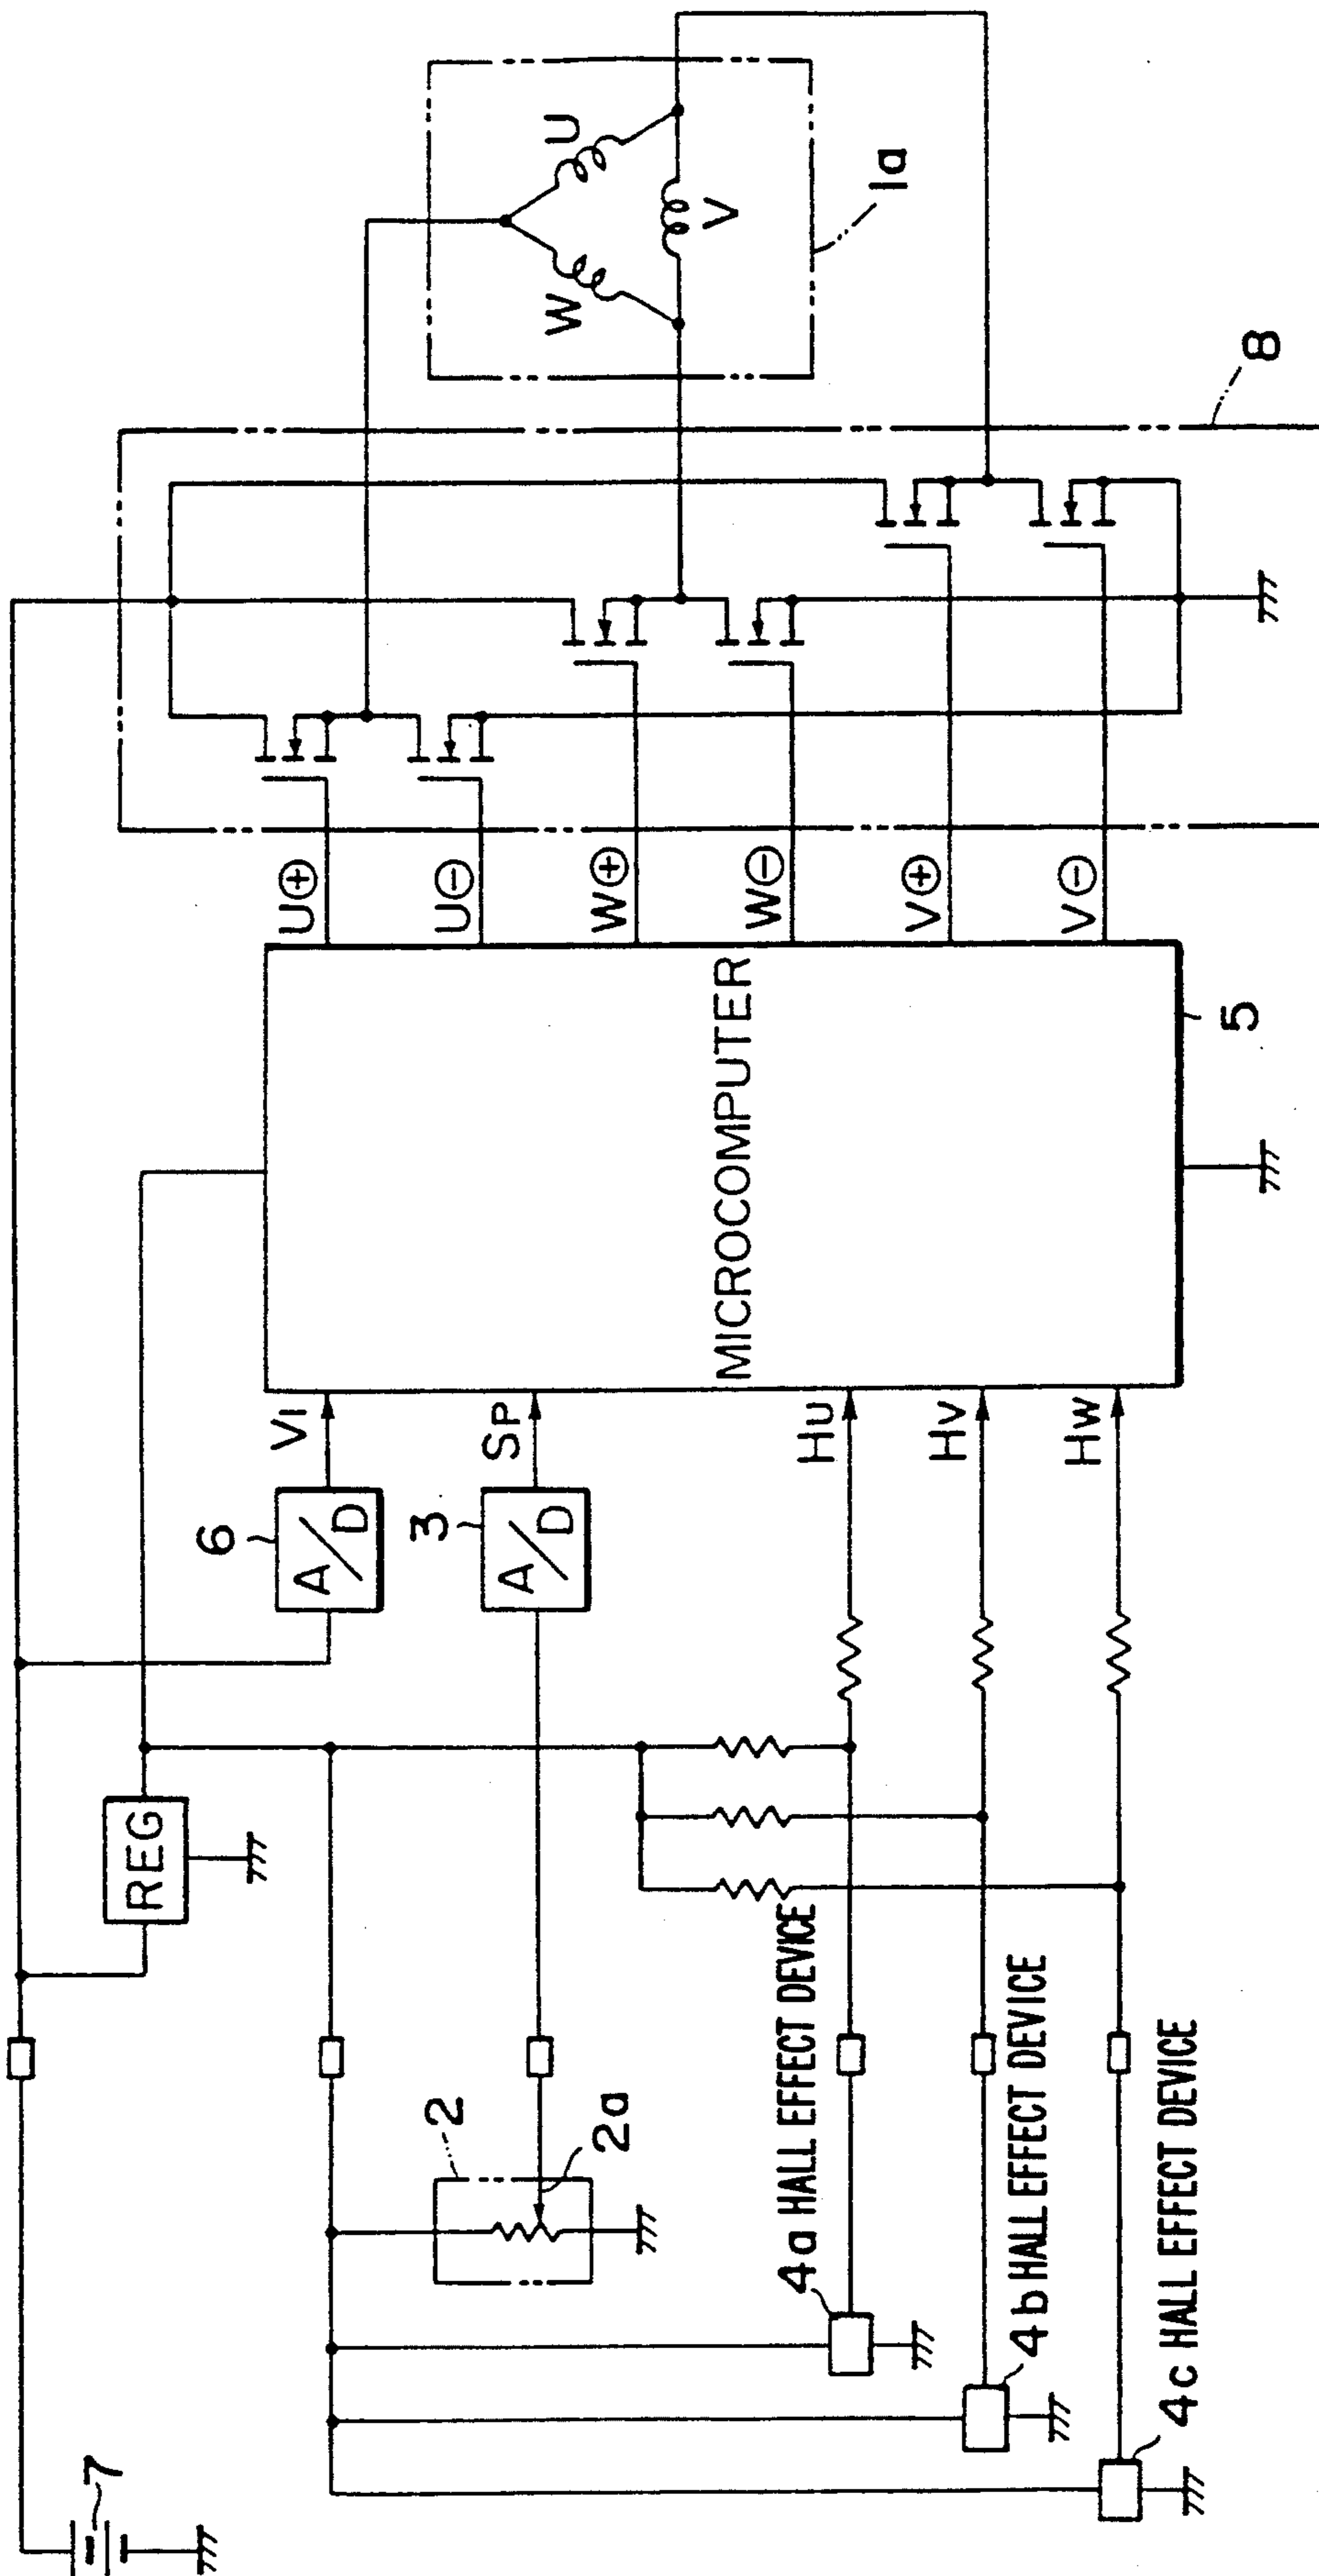 7
REG
6
A/D
VI
3
A/D
SP
2
2a
4a HALL EFFECT DEVICE
HU
4b HALL EFFECT DEVICE
HV
4c HALL EFFECT DEVICE
HW
MICROCOMPUTER
5
U⊕
U⊖
W⊕
W⊖
V⊕
V⊖
8
U
W
V
1a